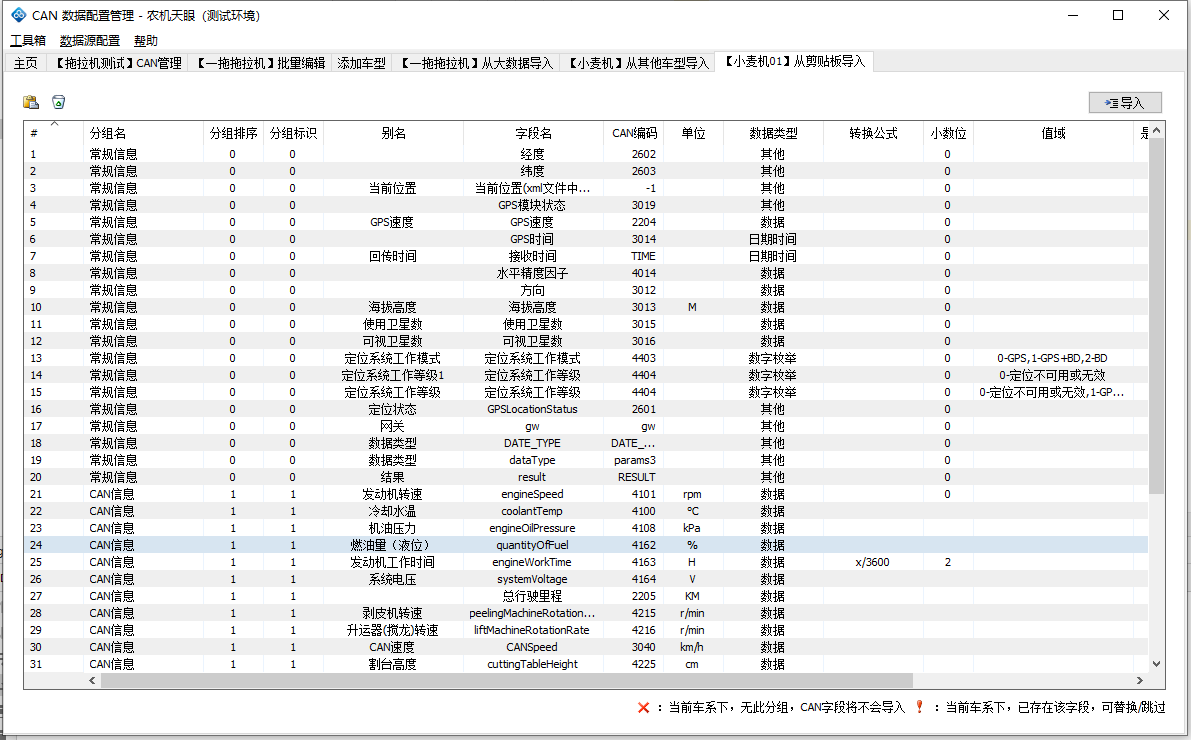 CAN 数据配置管理 - 农机天眼（测试环境）
工具箱 数据源配置 帮助
主页 【拖拉机测试】CAN管理 【一拖拖拉机】批量编辑 添加车型 【一拖拖拉机】从大数据导入 【小麦机】从其他车型导入 【小麦机01】从剪贴板导入
导入
# 分组名 分组排序 分组标识 别名 字段名 CAN编码 单位 数据类型 转换公式 小数位 值域
1 常规信息 0 0 经度 2602 其他 0
2 常规信息 0 0 纬度 2603 其他 0
3 常规信息 0 0 当前位置 当前位置(xml文件中... -1 其他 0
4 常规信息 0 0 GPS模块状态 3019 其他 0
5 常规信息 0 0 GPS速度 GPS速度 2204 数据 0
6 常规信息 0 0 GPS时间 3014 日期时间 0
7 常规信息 0 0 回传时间 接收时间 TIME 日期时间 0
8 常规信息 0 0 水平精度因子 4014 数据 0
9 常规信息 0 0 方向 3012 数据 0
10 常规信息 0 0 海拔高度 海拔高度 3013 M 数据 0
11 常规信息 0 0 使用卫星数 使用卫星数 3015 数据 0
12 常规信息 0 0 可视卫星数 可视卫星数 3016 数据 0
13 常规信息 0 0 定位系统工作模式 定位系统工作模式 4403 数字枚举 0 0-GPS,1-GPS+BD,2-BD
14 常规信息 0 0 定位系统工作等级1 定位系统工作等级 4404 数字枚举 0 0-定位不可用或无效
15 常规信息 0 0 定位系统工作等级 定位系统工作等级 4404 数字枚举 0 0-定位不可用或无效,1-GP...
16 常规信息 0 0 定位状态 GPSLocationStatus 2601 其他 0
17 常规信息 0 0 网关 gw gw 其他 0
18 常规信息 0 0 数据类型 DATE_TYPE DATE_... 其他 0
19 常规信息 0 0 数据类型 dataType params3 其他 0
20 常规信息 0 0 结果 result RESULT 其他 0
21 CAN信息 1 1 发动机转速 engineSpeed 4101 rpm 数据 0
22 CAN信息 1 1 冷却水温 coolantTemp 4100 ℃ 数据
23 CAN信息 1 1 机油压力 engineOilPressure 4108 kPa 数据
24 CAN信息 1 1 燃油量（液位） quantityOfFuel 4162 % 数据
25 CAN信息 1 1 发动机工作时间 engineWorkTime 4163 H 数据 x/3600 2
26 CAN信息 1 1 系统电压 systemVoltage 4164 V 数据
27 CAN信息 1 1 总行驶里程 2205 KM 数据
28 CAN信息 1 1 剥皮机转速 peelingMachineRotation... 4215 r/min 数据
29 CAN信息 1 1 升运器(搅龙)转速 liftMachineRotationRate 4216 r/min 数据
30 CAN信息 1 1 CAN速度 CANSpeed 3040 km/h 数据
31 CAN信息 1 1 割台高度 cuttingTableHeight 4225 cm 数据
：当前车系下，无此分组，CAN字段将不会导入 ：当前车系下，已存在该字段，可替换/跳过